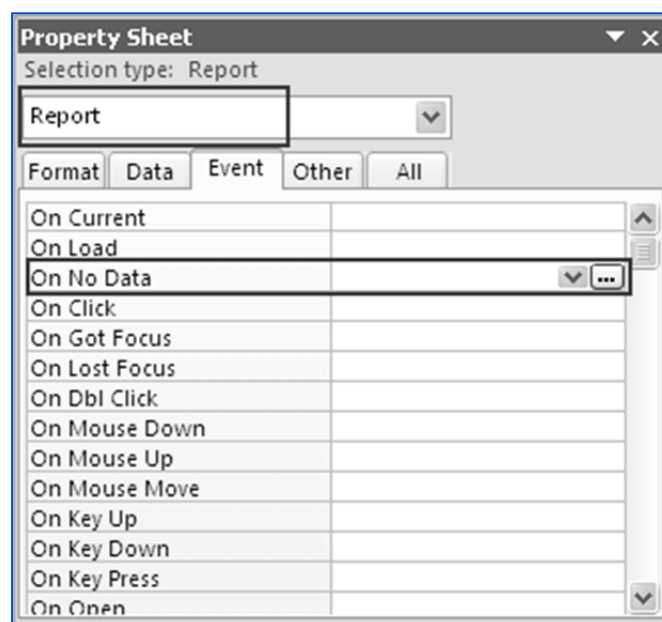 Property Sheet
Selection type: Report
Report
Format Data Event Other All
On Current
On Load
On No Data
On Click
On Got Focus
On Lost Focus
On Dbl Click
On Mouse Down
On Mouse Up
On Mouse Move
On Key Up
On Key Down
On Key Press
On Open